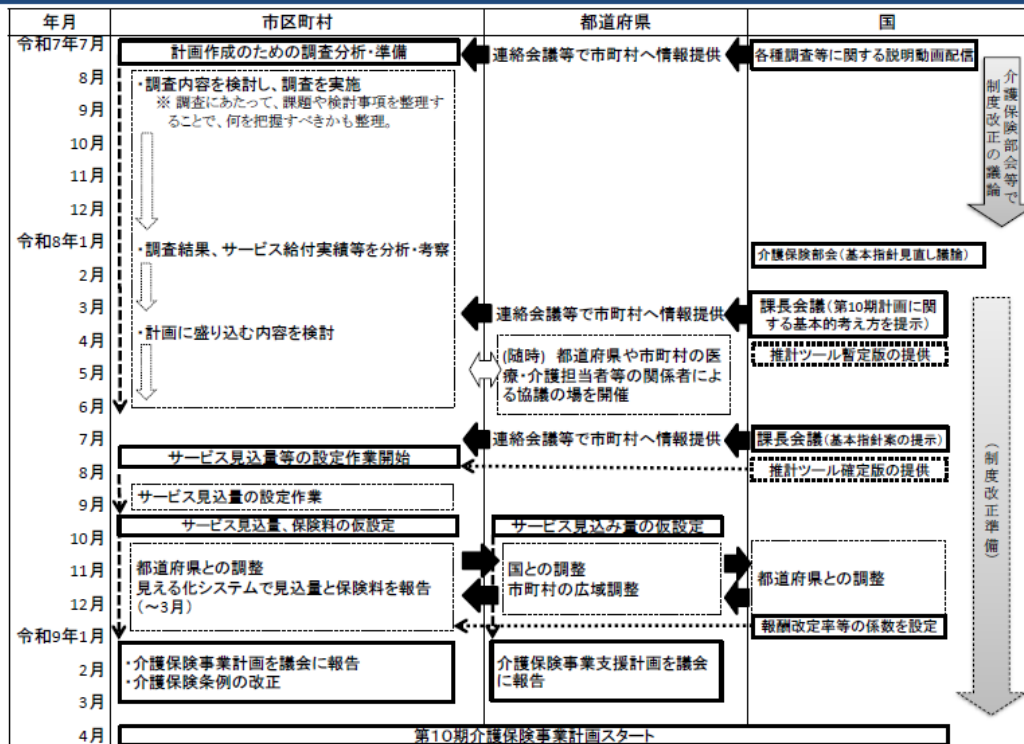 年月
市区町村
都道府県
国
令和7年7月
計画作成のための調査分析・準備
連絡会議等で市町村へ情報提供
各種調査等に関する説明動画配信
8月
・調査内容を検討し、調査を実施
※ 調査にあたって、課題や検討事項を整理す
ることで、何を把握すべきかも整理。
9月
10月
11月
12月
介護保険部会等で
制度改正の議論
令和8年1月
・調査結果、サービス給付実績等を分析・考察
介護保険部会(基本指針見直し議論)
2月
3月
連絡会議等で市町村へ情報提供
課長会議(第10期計画に関
する基本的考え方を提示)
・計画に盛り込む内容を検討
4月
(随時) 都道府県や市町村の医
療・介護担当者等の関係者によ
る協議の場を開催
推計ツール暫定版の提供
5月
6月
7月
連絡会議等で市町村へ情報提供
課長会議(基本指針案の提示)
サービス見込量等の設定作業開始
8月
推計ツール確定版の提供
(制度改正準備)
9月
サービス見込量の設定作業
サービス見込量、保険料の仮設定
サービス見込み量の仮設定
10月
11月
都道府県との調整
見える化システムで見込量と保険料を報告
(~3月)
国との調整
市町村の広域調整
都道府県との調整
12月
令和9年1月
報酬改定率等の係数を設定
2月
・介護保険事業計画を議会に報告
・介護保険条例の改正
介護保険事業支援計画を議会
に報告
3月
4月
第10期介護保険事業計画スタート